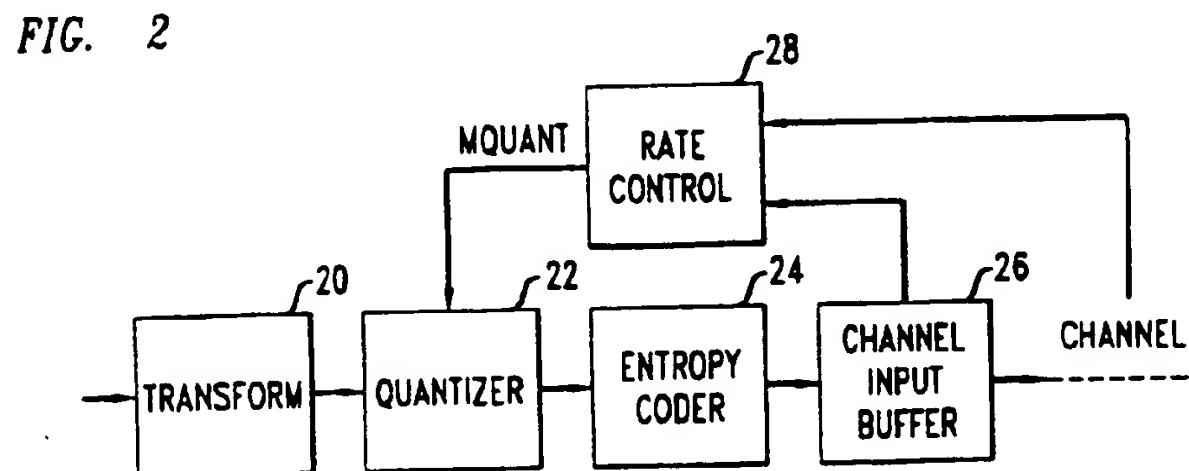 FIG. 2
28
MQUANT
RATE
CONTROL
20
22
24
26
TRANSFORM
QUANTIZER
ENTROPY
CODER
CHANNEL
INPUT
BUFFER
CHANNEL